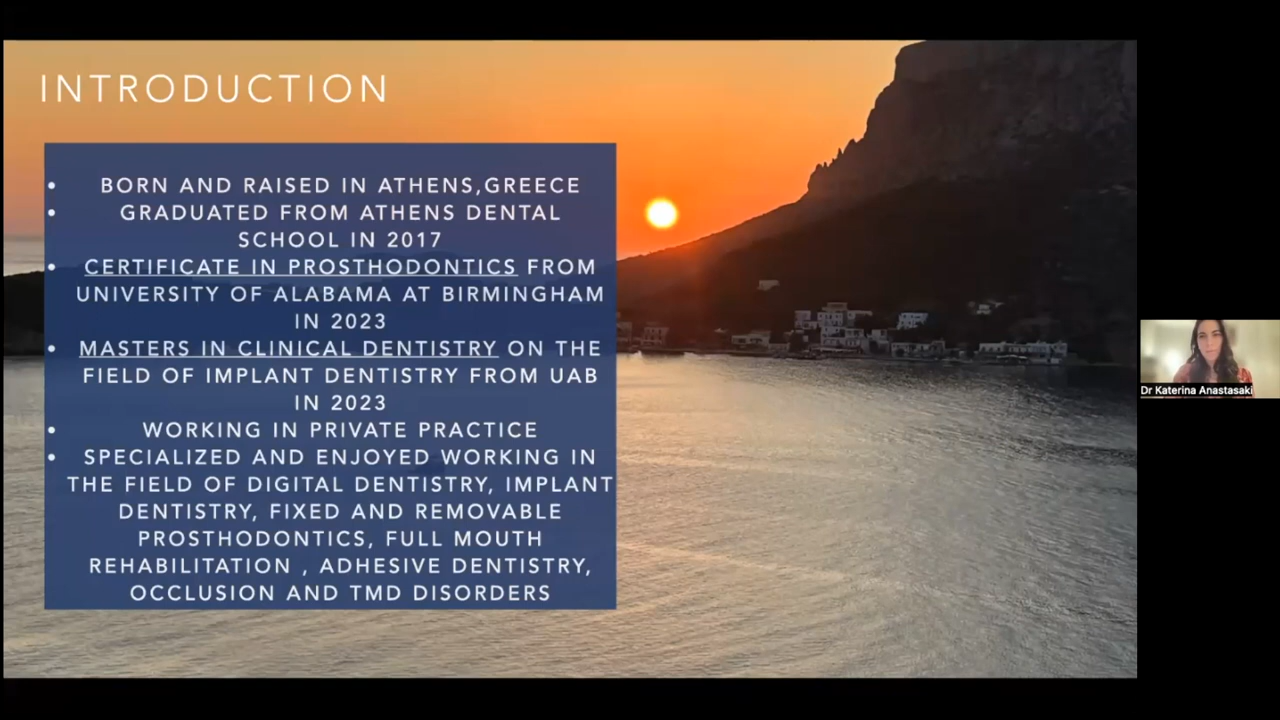 INTRODUCTION
• BORN AND RAISED IN ATHENS,GREECE
• GRADUATED FROM ATHENS DENTAL
SCHOOL IN 2017
• CERTIFICATE IN PROSTHODONTICS FROM
UNIVERSITY OF ALABAMA AT BIRMINGHAM
IN 2023
• MASTERS IN CLINICAL DENTISTRY ON THE
FIELD OF IMPLANT DENTISTRY FROM UAB
IN 2023
• WORKING IN PRIVATE PRACTICE
• SPECIALIZED AND ENJOYED WORKING IN
THE FIELD OF DIGITAL DENTISTRY, IMPLANT
DENTISTRY, FIXED AND REMOVABLE
PROSTHODONTICS, FULL MOUTH
REHABILITATION , ADHESIVE DENTISTRY,
OCCLUSION AND TMD DISORDERS
Dr Katerina Anastasaki